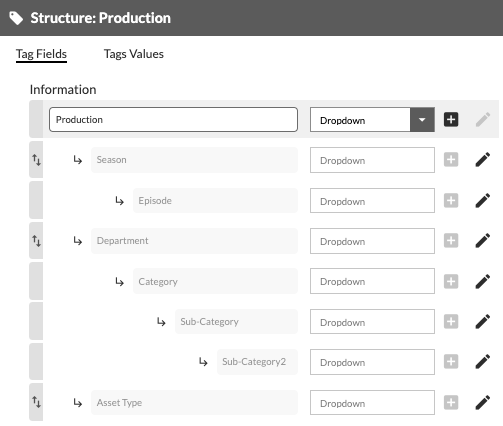 Structure: Production
Tag Fields Tags Values
Information
Production Dropdown
Season Dropdown
Episode Dropdown
Department Dropdown
Category Dropdown
Sub-Category Dropdown
Sub-Category2 Dropdown
Asset Type Dropdown